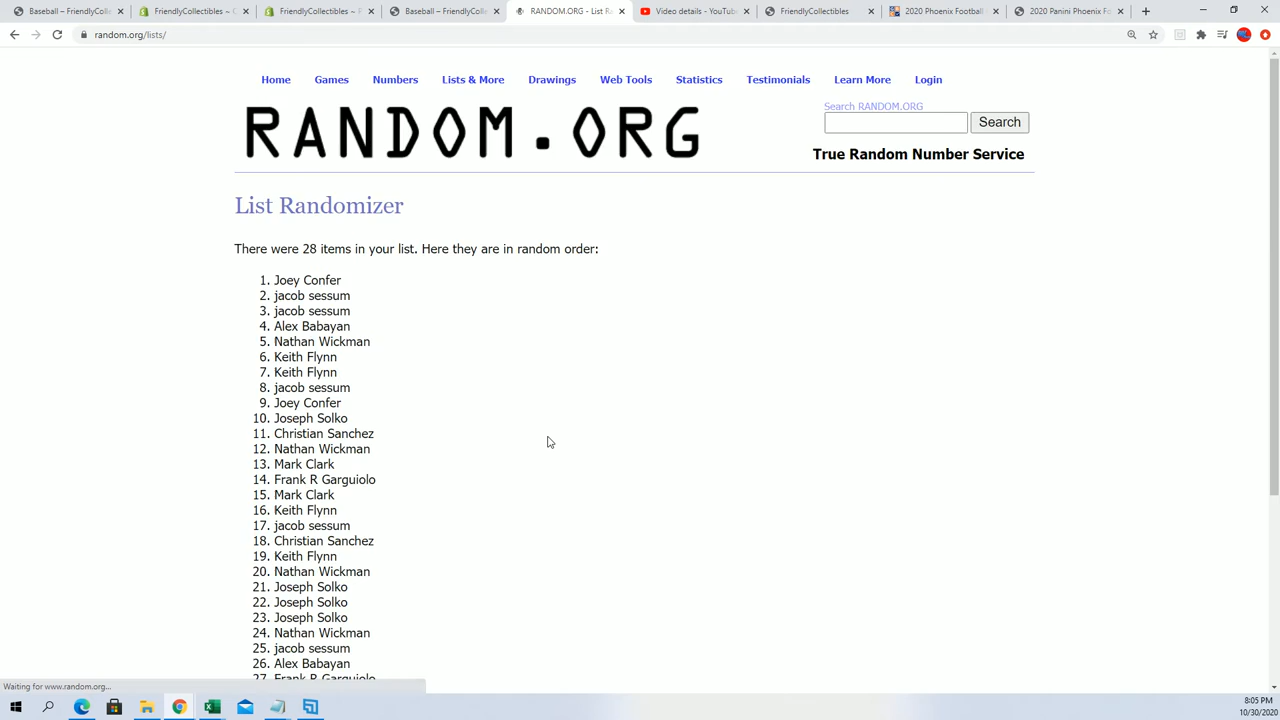 Baseball – FriendlyCollec
FriendlyCollectibles ~ C
FriendlyCollectibles ~ P
Baseball – FriendlyCollec
RANDOM.ORG - List Ra
Video details - YouTube
FriendlyCollectibles
2020 Phoenix Football
2020 Panini Phoenix Fo
random.org/lists/
Home Games Numbers Lists & More Drawings Web Tools Statistics Testimonials Learn More Login
RANDOM.ORG
Search RANDOM.ORG
Search
True Random Number Service
List Randomizer
There were 28 items in your list. Here they are in random order:
1. Joey Confer
2. jacob sessum
3. jacob sessum
4. Alex Babayan
5. Nathan Wickman
6. Keith Flynn
7. Keith Flynn
8. jacob sessum
9. Joey Confer
10. Joseph Solko
11. Christian Sanchez
12. Nathan Wickman
13. Mark Clark
14. Frank R Garguiolo
15. Mark Clark
16. Keith Flynn
17. jacob sessum
18. Christian Sanchez
19. Keith Flynn
20. Nathan Wickman
21. Joseph Solko
22. Joseph Solko
23. Joseph Solko
24. Nathan Wickman
25. jacob sessum
26. Alex Babayan
27. Frank R Garguiolo
Waiting for www.random.org...
8:05 PM
10/30/2020